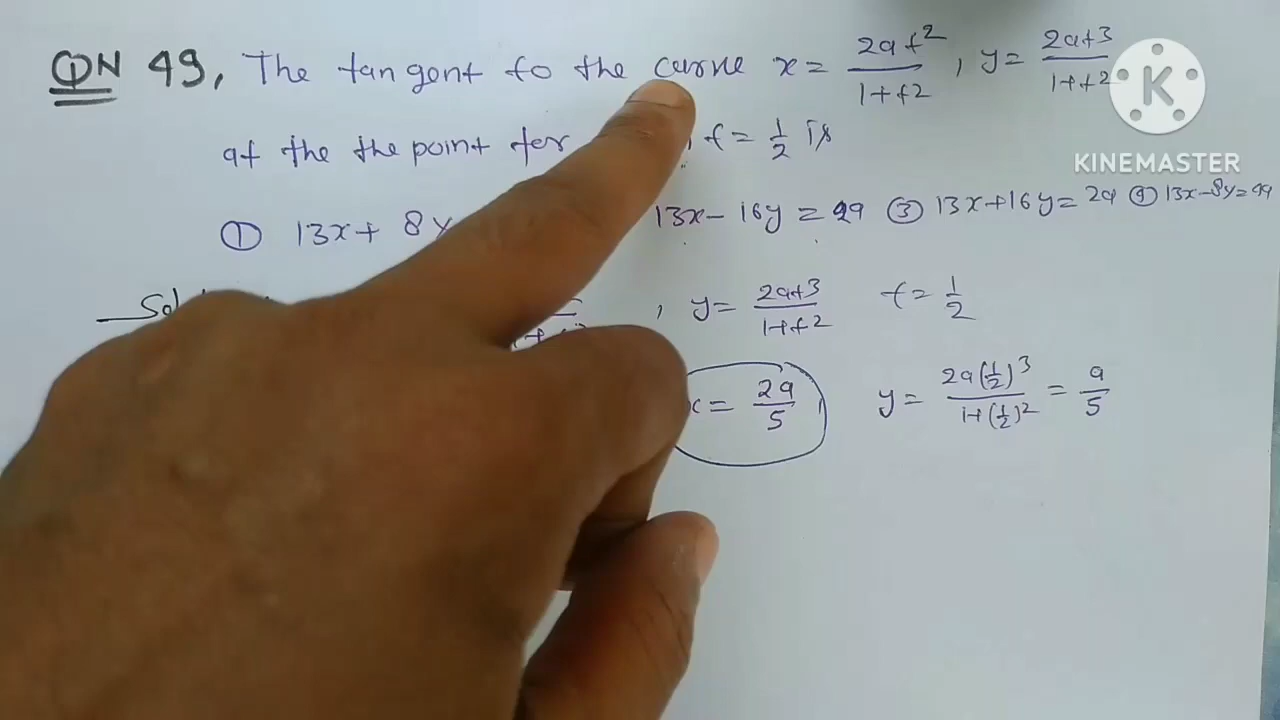 QN 49, The tangent to the curve x = 2at²/1+t2, y = 2at3/1+t2
at the the point for t = 1/2 is
① 13x + 8y 13x - 16y = 2a ③ 13x + 16y = 2a ④ 13x - 8y = 9a
Sol , y = 2at3/1+t2 t = 1/2
x = 2a/5 y = 2a(1/2)³/1+(1/2)2 = a/5
KINEMASTER